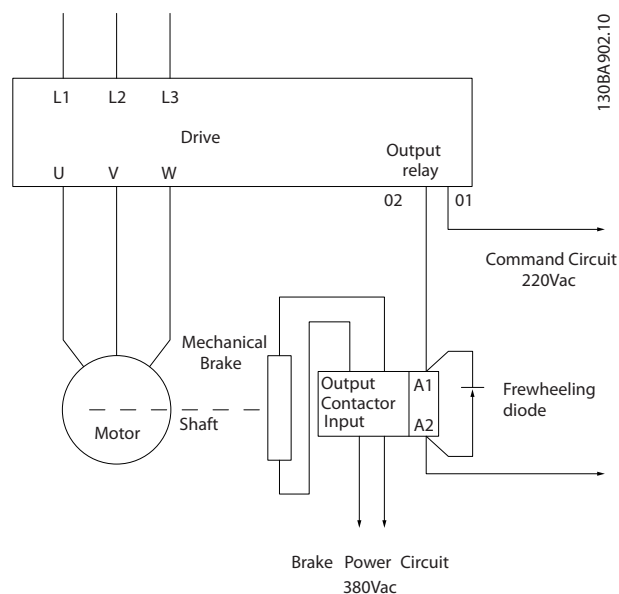 130BA902.10
L1 L2 L3
Drive
U V W
Output
relay
02 01
Command Circuit
220Vac
Mechanical
Brake
Output
Contactor
Input
A1
A2
Frewheeling
diode
Shaft
Motor
Brake Power Circuit
380Vac